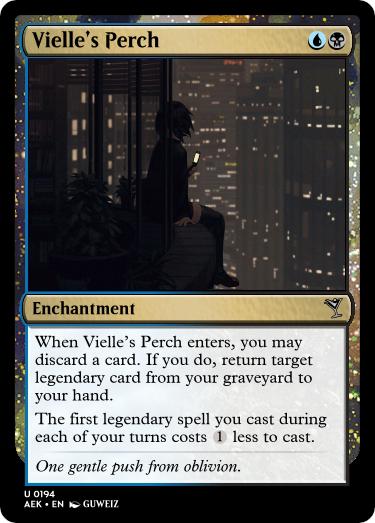 Vielle's Perch
Enchantment
When Vielle's Perch enters, you may
discard a card. If you do, return target
legendary card from your graveyard to
your hand.
The first legendary spell you cast during
each of your turns costs 1 less to cast.
One gentle push from oblivion.
U 0194
AEK • EN GUWEIZ